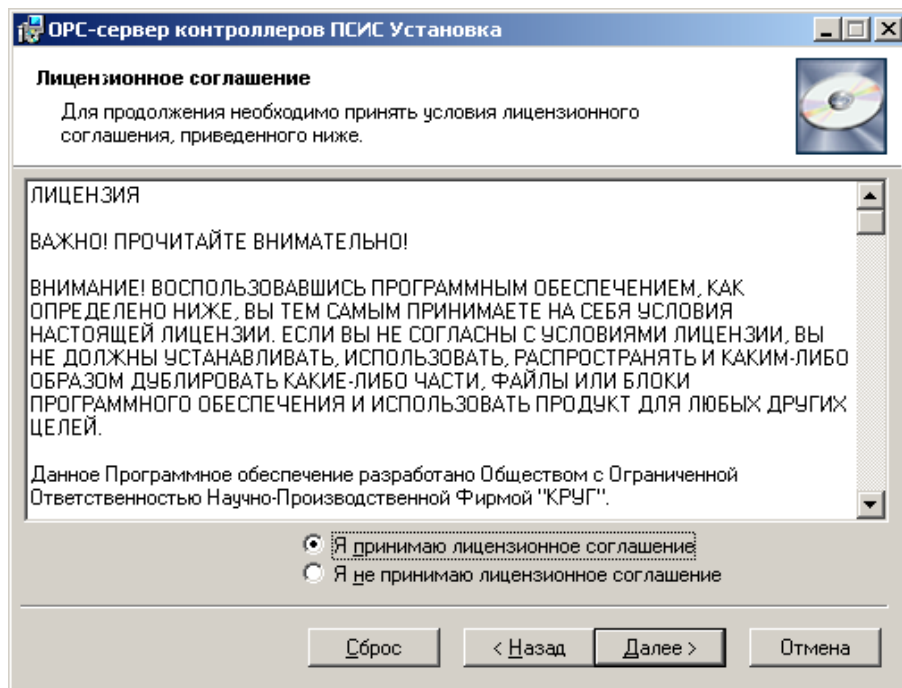 OPC-сервер контроллеров ПСИС Установка
Лицензионное соглашение
Для продолжения необходимо принять условия лицензионного
соглашения, приведенного ниже.
ЛИЦЕНЗИЯ
ВАЖНО! ПРОЧИТАЙТЕ ВНИМАТЕЛЬНО!
ВНИМАНИЕ! ВОСПОЛЬЗОВАВШИСЬ ПРОГРАММНЫМ ОБЕСПЕЧЕНИЕМ, КАК
ОПРЕДЕЛЕНО НИЖЕ, ВЫ ТЕМ САМЫМ ПРИНИМАЕТЕ НА СЕБЯ УСЛОВИЯ
НАСТОЯЩЕЙ ЛИЦЕНЗИИ. ЕСЛИ ВЫ НЕ СОГЛАСНЫ С УСЛОВИЯМИ ЛИЦЕНЗИИ, ВЫ
НЕ ДОЛЖНЫ УСТАНАВЛИВАТЬ, ИСПОЛЬЗОВАТЬ, РАСПРОСТРАНЯТЬ И КАКИМ-ЛИБО
ОБРАЗОМ ДУБЛИРОВАТЬ КАКИЕ-ЛИБО ЧАСТИ, ФАЙЛЫ ИЛИ БЛОКИ
ПРОГРАММНОГО ОБЕСПЕЧЕНИЯ И ИСПОЛЬЗОВАТЬ ПРОДУКТ ДЛЯ ЛЮБЫХ ДРУГИХ
ЦЕЛЕЙ.
Данное Программное обеспечение разработано Обществом с Ограниченной
Ответственностью Научно-Производственной Фирмой "КРУГ".
Я принимаю лицензионное соглашение
Я не принимаю лицензионное соглашение
Сброс
< Назад
Далее >
Отмена